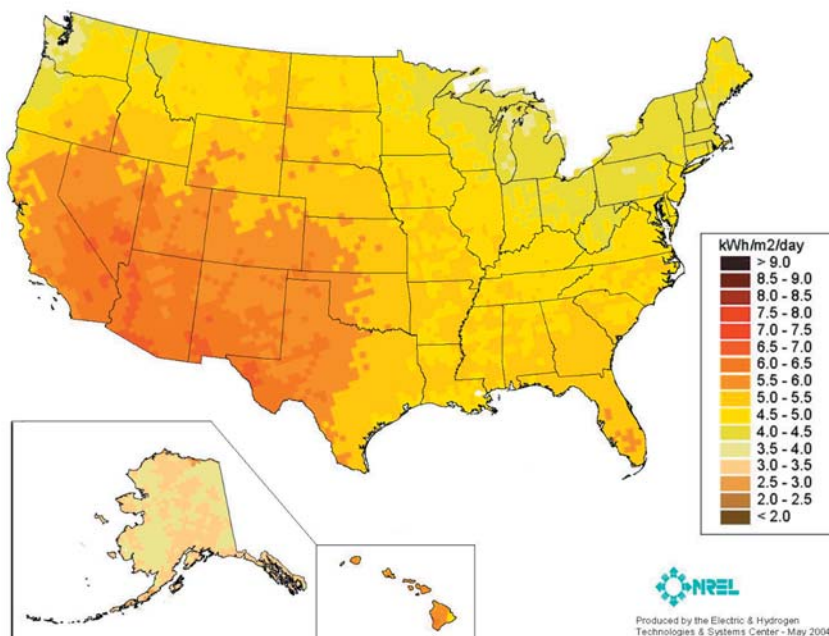 kWh/m2/day
> 9.0
8.5 - 9.0
8.0 - 8.5
7.5 - 8.0
7.0 - 7.5
6.5 - 7.0
6.0 - 6.5
5.5 - 6.0
5.0 - 5.5
4.5 - 5.0
4.0 - 4.5
3.5 - 4.0
3.0 - 3.5
2.5 - 3.0
2.0 - 2.5
< 2.0
NREL
Produced by the Electric & Hydrogen
Technologies & Systems Center - May 2004